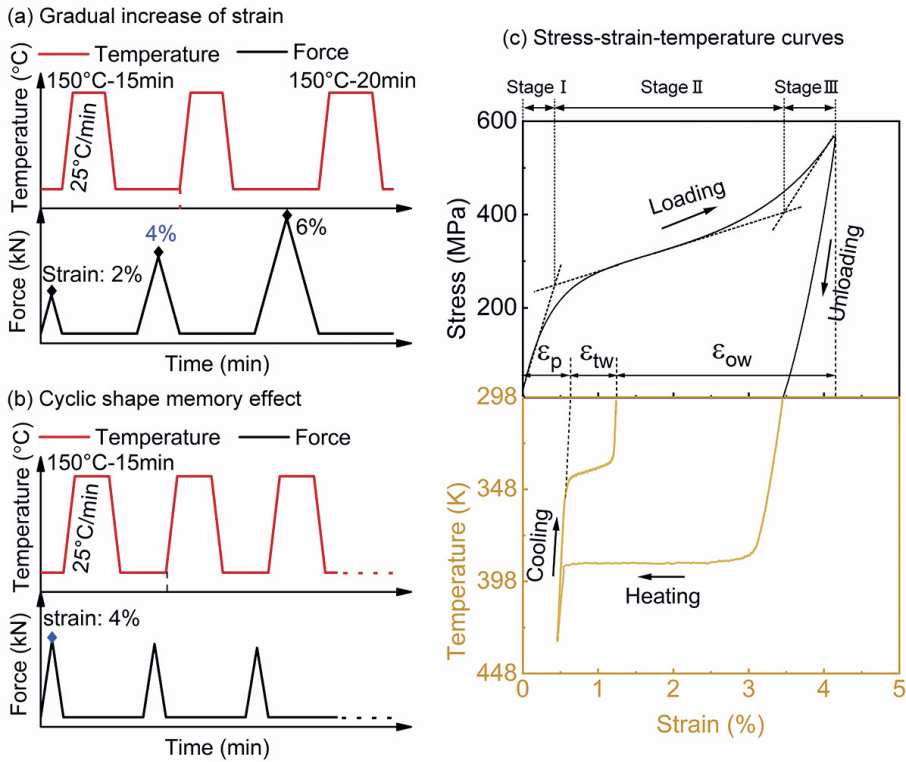 (a) Gradual increase of strain
Temperature Force
150°C-15min 150°C-20min
25°C/min
Temperature (°C)
4%
6%
Strain: 2%
Force (kN)
Time (min)
(b) Cyclic shape memory effect
Temperature Force
150°C-15min
25°C/min
Temperature (°C)
strain: 4%
Force (kN)
Time (min)
(c) Stress-strain-temperature curves
Stage Ⅰ Stage Ⅱ Stage Ⅲ
600
400
200
298
348
398
448
Stress (MPa)
Temperature (K)
Loading
Unloading
εp εtw εow
Cooling
Heating
0 1 2 3 4 5
Strain (%)